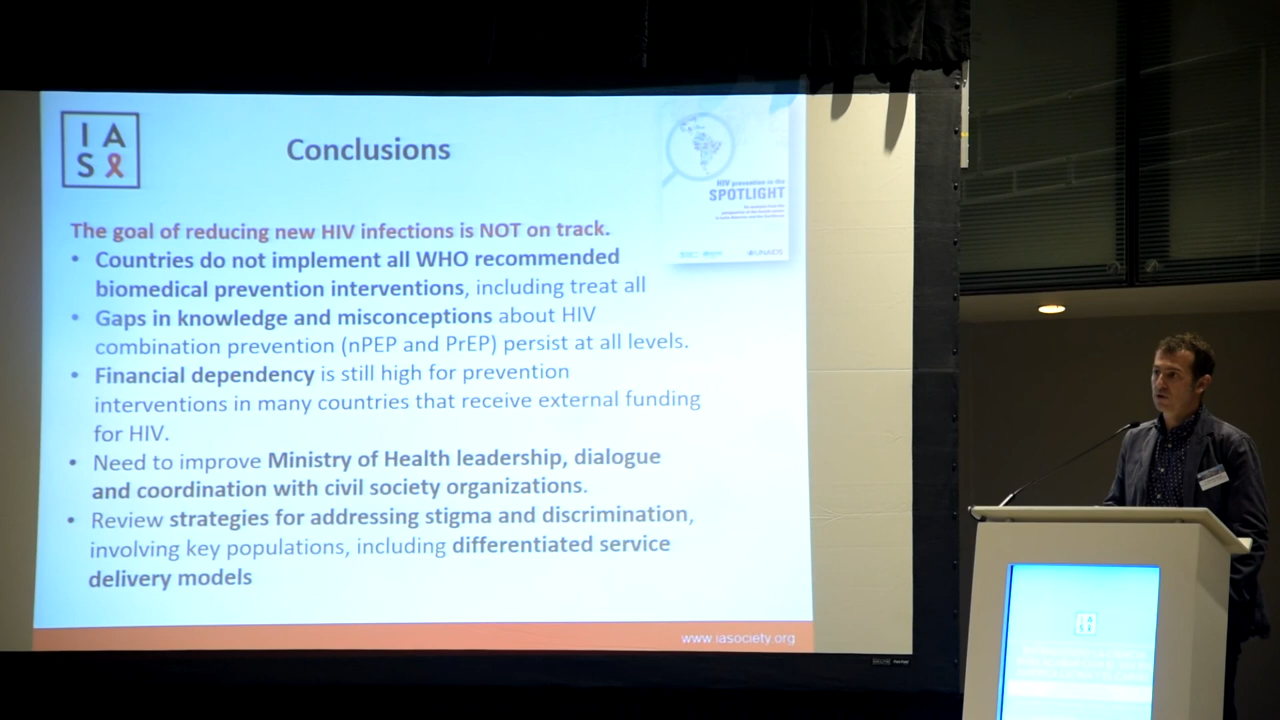 I A
S
Conclusions
HIV prevention in the
SPOTLIGHT
UNAIDS
The goal of reducing new HIV infections is NOT on track.
• Countries do not implement all WHO recommended
biomedical prevention interventions, including treat all
• Gaps in knowledge and misconceptions about HIV
combination prevention (nPEP and PrEP) persist at all levels.
• Financial dependency is still high for prevention
interventions in many countries that receive external funding
for HIV.
• Need to improve Ministry of Health leadership, dialogue
and coordination with civil society organizations.
• Review strategies for addressing stigma and discrimination,
involving key populations, including differentiated service
delivery models
www.iasociety.org